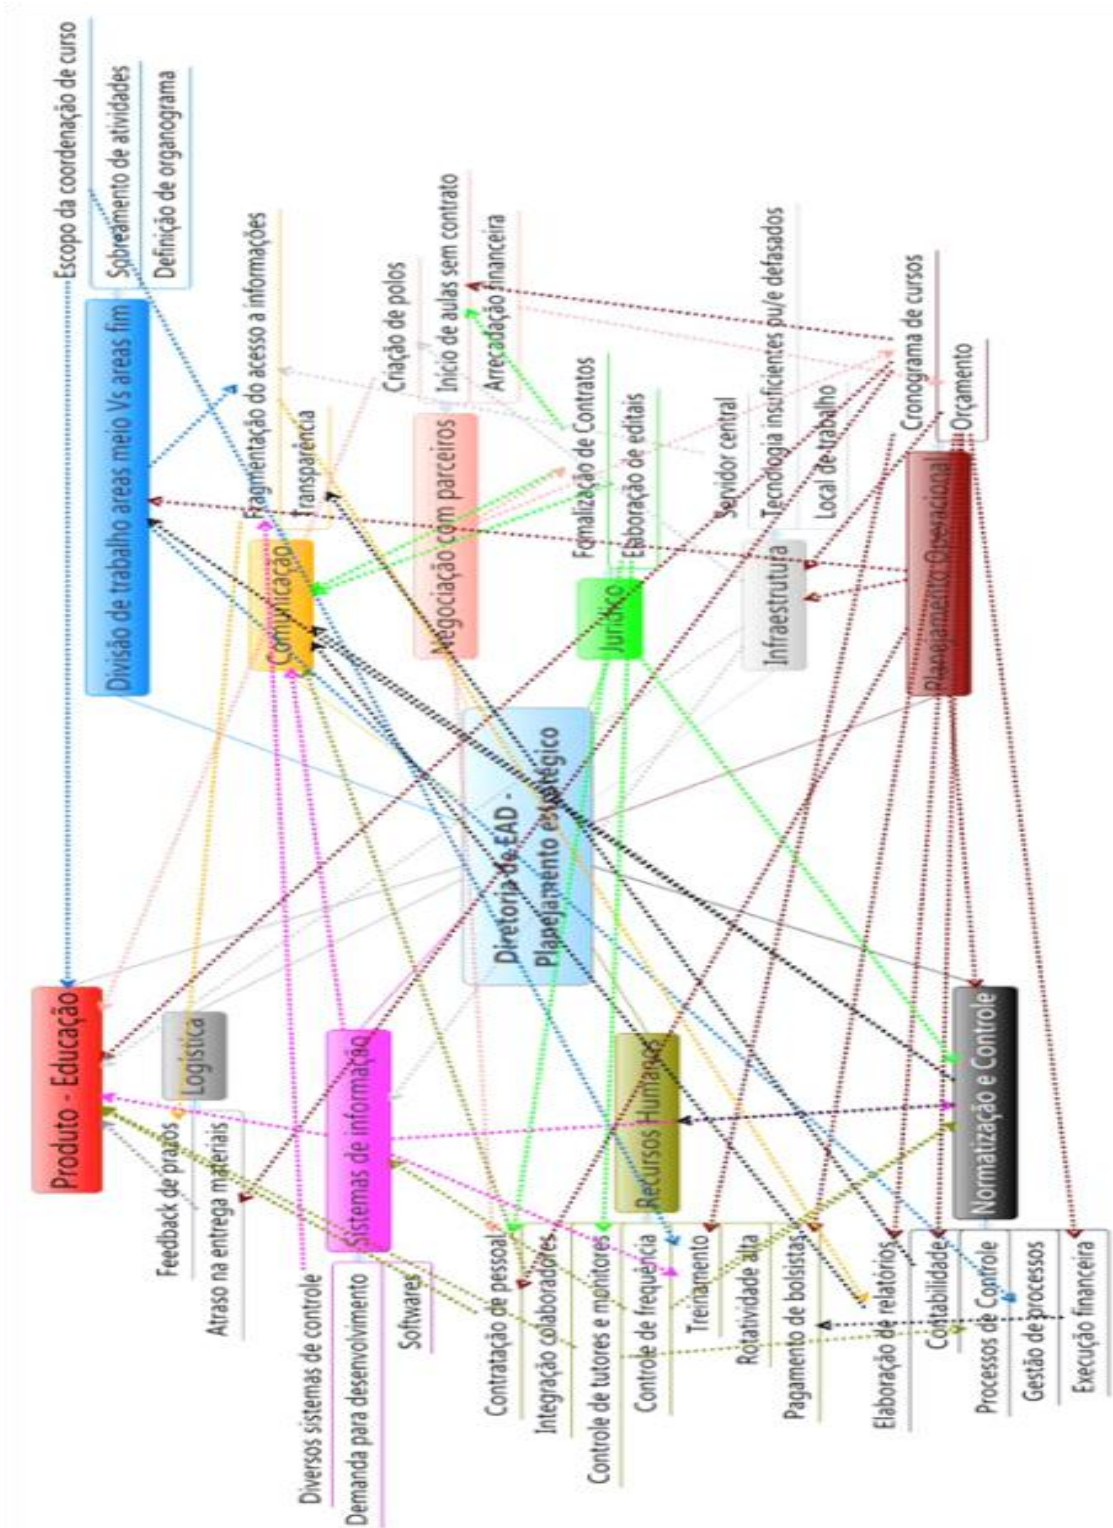 Escopo da coordenação de curso
Sobreamento de atividades
Definição de organograma
Divisão de trabalho areas meio Vs areas fim
Fragmentação do acesso a informações
Transparência
Comunicação
Criação de polos
Início de aulas sem contrato
Arrecadação financeira
Negociação com parceiros
Fomalização de Contratos
Elaboração de editais
Jurídico
Servidor central
Tecnologia insuficientes ou/e defasados
Local de trabalho
Infraestrutura
Cronograma de cursos
Orçamento
Planejamento Operacional
Diretoria de EAD -
Planejamento estratégico
Produto - Educação
Logística
Feedback de prazos
Atraso na entrega materiais
Sistemas de informação
Diversos sistemas de controle
Demanda para desenvolvimento
Softwares
Recursos Humanos
Contratação de pessoal
Integração colaboradores
Controle de tutores e monitores
Controle de frequência
Treinamento
Rotatividade alta
Pagamento de bolsistas
Normatização e Controle
Elaboração de relatórios
Contabilidade
Processos de Controle
Gestão de processos
Execução financeira